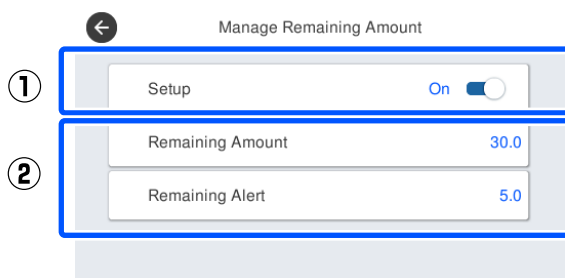 Manage Remaining Amount
① Setup On
② Remaining Amount 30.0
Remaining Alert 5.0